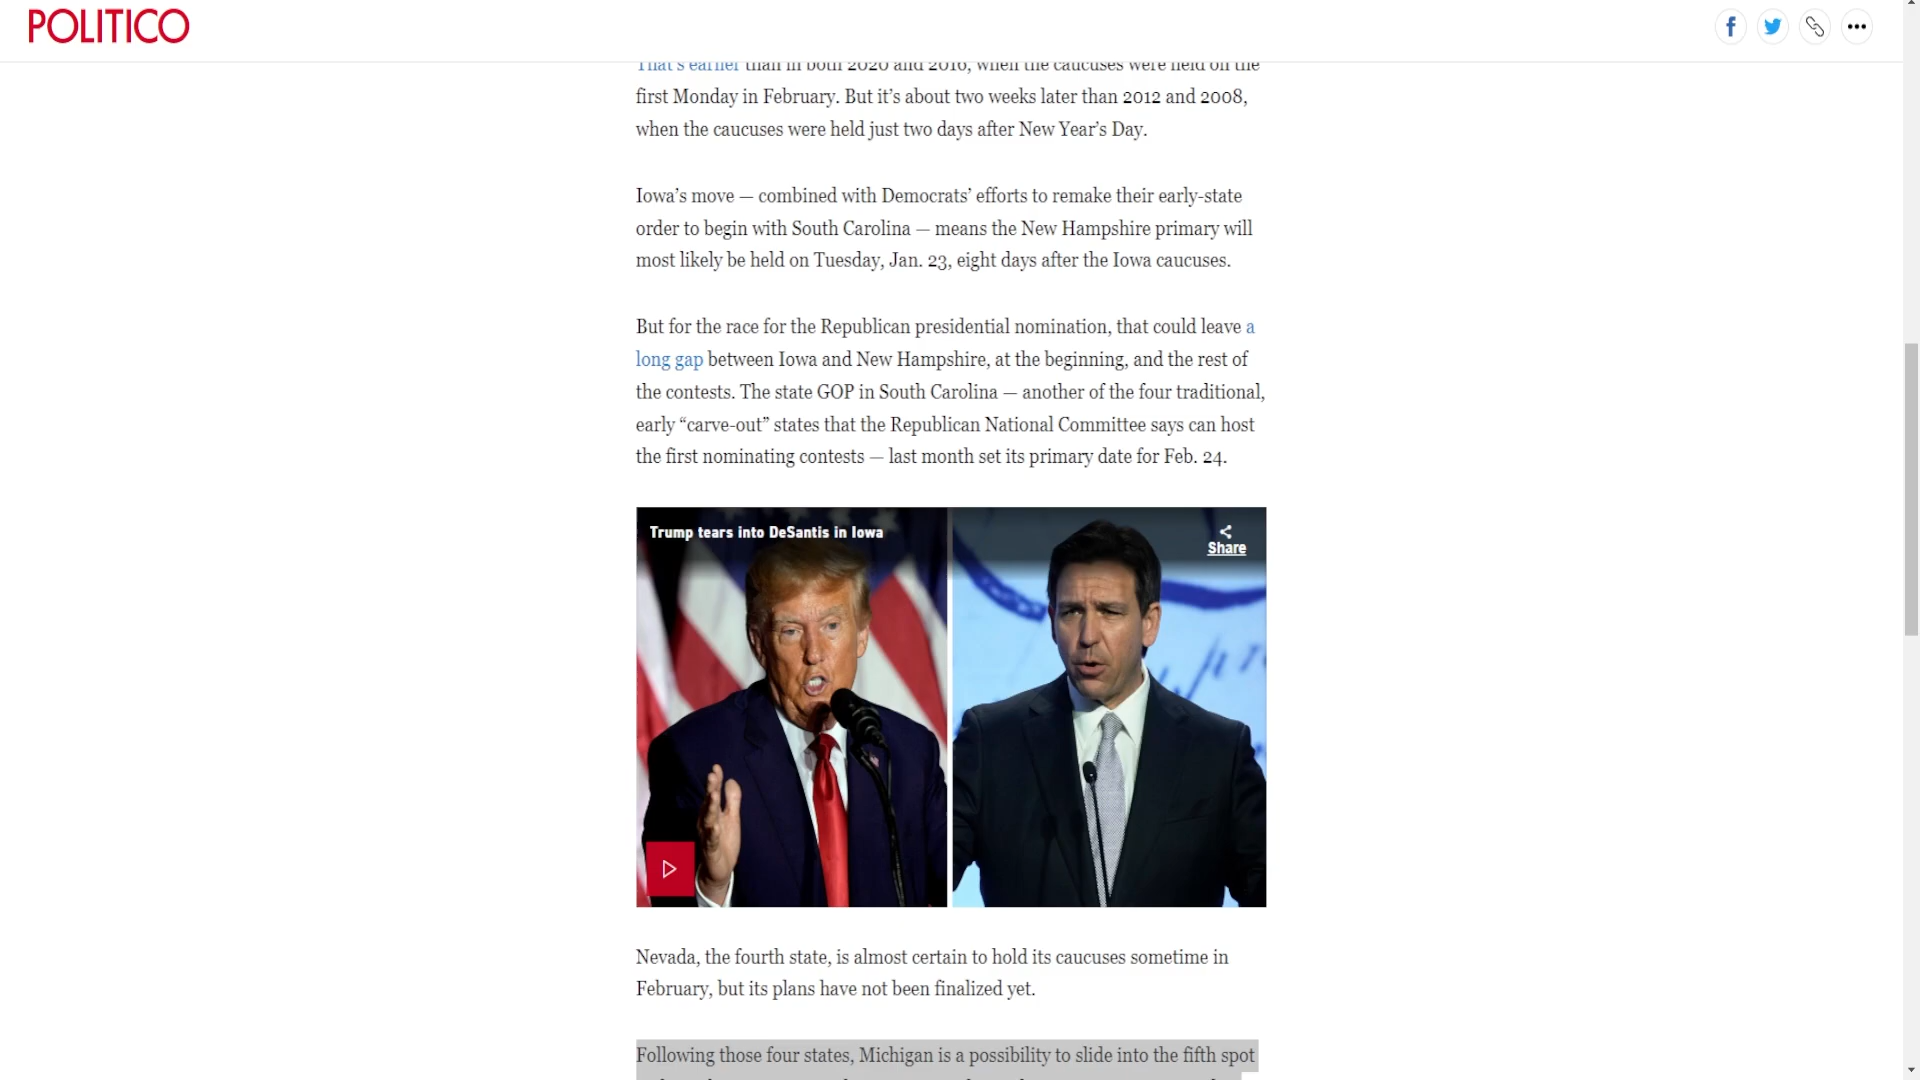 POLITICO
That's earlier than in both 2020 and 2016, when the caucuses were held on the
first Monday in February. But it’s about two weeks later than 2012 and 2008,
when the caucuses were held just two days after New Year’s Day.
Iowa’s move — combined with Democrats’ efforts to remake their early-state
order to begin with South Carolina — means the New Hampshire primary will
most likely be held on Tuesday, Jan. 23, eight days after the Iowa caucuses.
But for the race for the Republican presidential nomination, that could leave a
long gap between Iowa and New Hampshire, at the beginning, and the rest of
the contests. The state GOP in South Carolina — another of the four traditional,
early “carve-out” states that the Republican National Committee says can host
the first nominating contests — last month set its primary date for Feb. 24.
Trump tears into DeSantis in Iowa
Share
Nevada, the fourth state, is almost certain to hold its caucuses sometime in
February, but its plans have not been finalized yet.
Following those four states, Michigan is a possibility to slide into the fifth spot